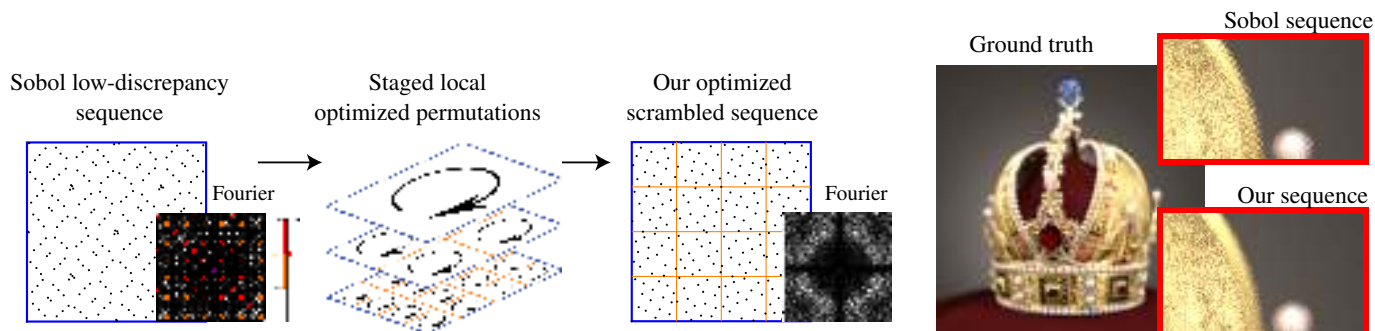 Sobol low-discrepancy
sequence
Fourier
Staged local
optimized permutations
Our optimized
scrambled sequence
Fourier
Ground truth
Sobol sequence
Our sequence